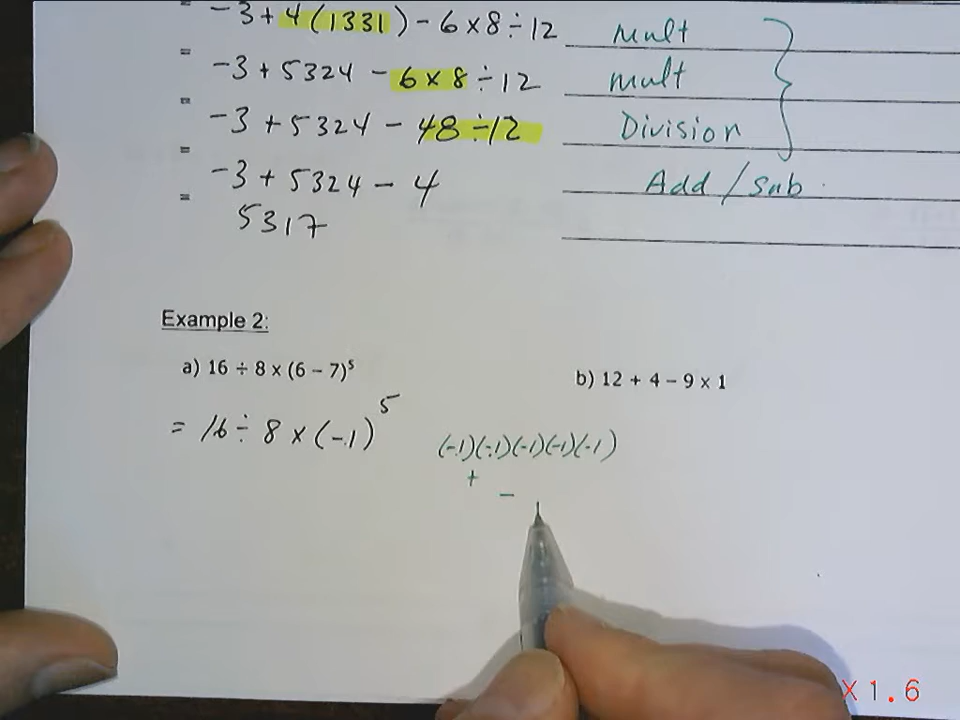 = -3 + 4(1331) - 6 × 8 ÷ 12 Mult
= -3 + 5324 - 6 × 8 ÷ 12 mult
= -3 + 5324 - 48 ÷ 12 Division
= -3 + 5324 - 4 Add / Sub.
= 5317
Example 2:
a) 16 ÷ 8 × (6 – 7)⁵
b) 12 + 4 – 9 × 1
= 16 ÷ 8 × (-1)⁵
(-1)(-1)(-1)(-1)(-1)
+ -
X1.6